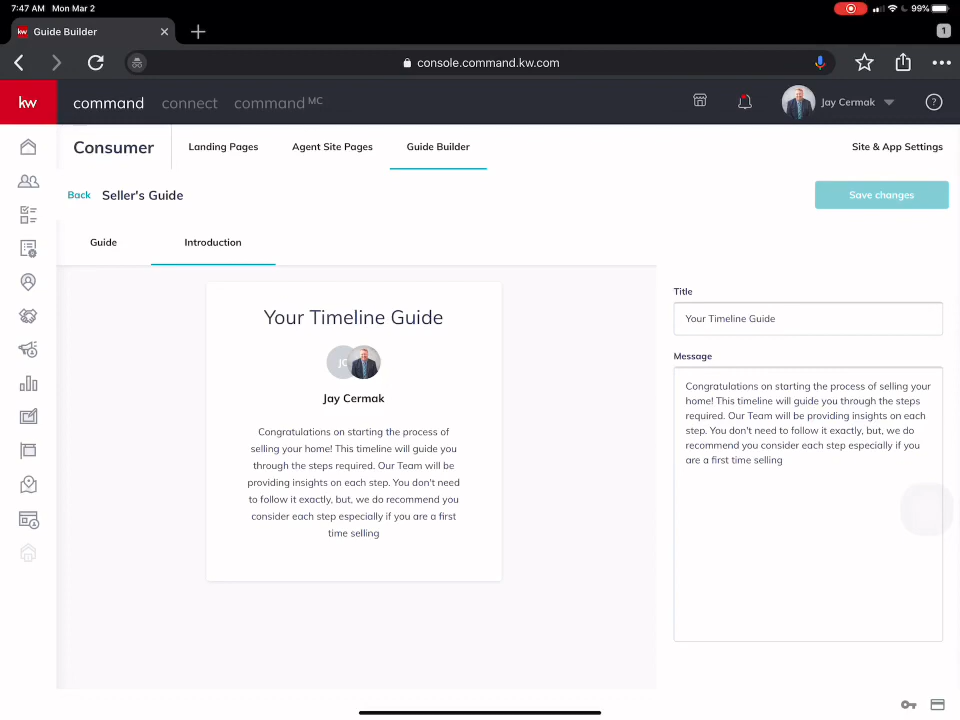 7:47 AM Mon Mar 2
99%
kw Guide Builder
1
console.command.kw.com
kw command connect command MC Jay Cermak ?
Consumer Landing Pages Agent Site Pages Guide Builder Site & App Settings
Back Seller's Guide Save changes
Guide Introduction
Your Timeline Guide
JC
Jay Cermak
Congratulations on starting the process of
selling your home! This timeline will guide you
through the steps required. Our Team will be
providing insights on each step. You don't need
to follow it exactly, but, we do recommend you
consider each step especially if you are a first
time selling
Title
Your Timeline Guide
Message
Congratulations on starting the process of selling your
home! This timeline will guide you through the steps
required. Our Team will be providing insights on each
step. You don't need to follow it exactly, but, we do
recommend you consider each step especially if you
are a first time selling